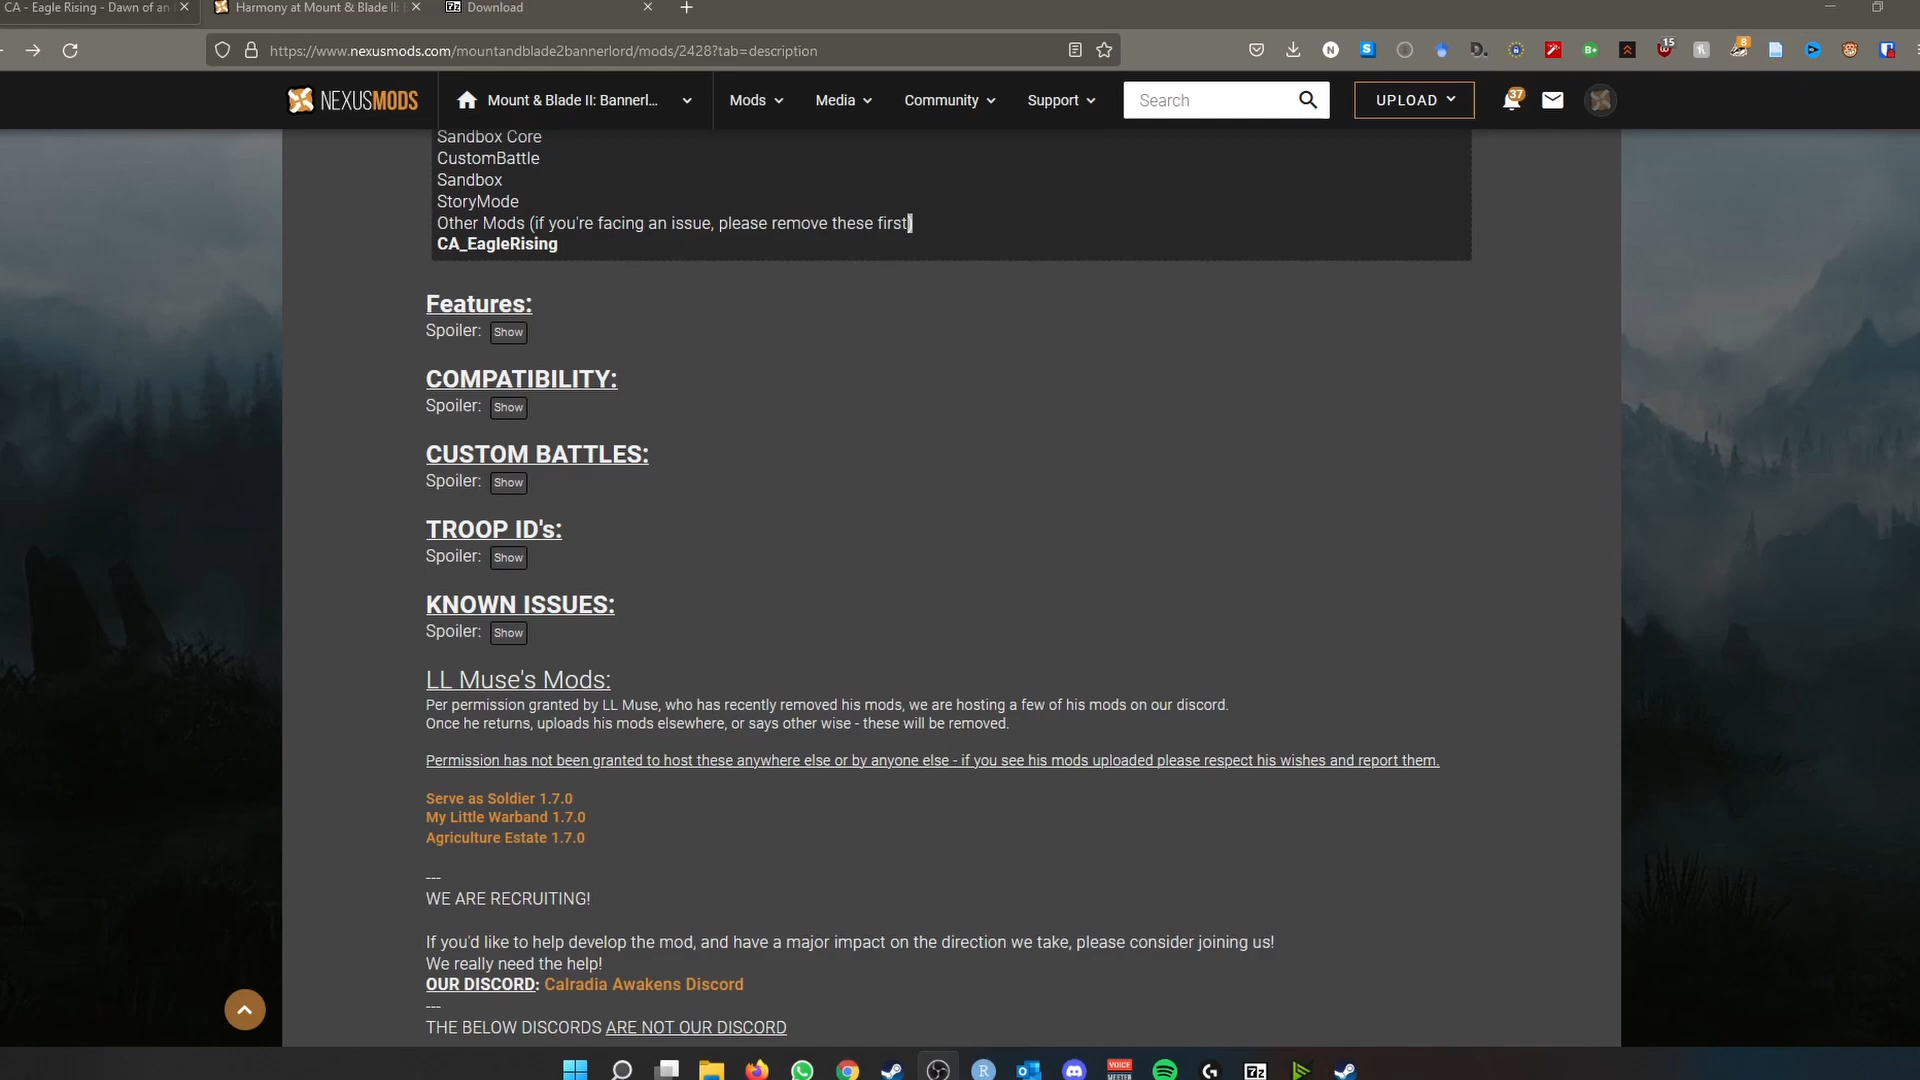 CA - Eagle Rising - Dawn of an
Harmony at Mount & Blade II:
7z Download
https://www.nexusmods.com/mountandblade2bannerlord/mods/2428?tab=description
N S D. B+ 15 8
NEXUSMODS Mount & Blade II: Bannerl... Mods Media Community Support Search UPLOAD 37
Sandbox Core
CustomBattle
Sandbox
StoryMode
Other Mods (if you're facing an issue, please remove these first)
CA_EagleRising
Features:
Spoiler: Show
COMPATIBILITY:
Spoiler: Show
CUSTOM BATTLES:
Spoiler: Show
TROOP ID's:
Spoiler: Show
KNOWN ISSUES:
Spoiler: Show
LL Muse's Mods:
Per permission granted by LL Muse, who has recently removed his mods, we are hosting a few of his mods on our discord.
Once he returns, uploads his mods elsewhere, or says other wise - these will be removed.
Permission has not been granted to host these anywhere else or by anyone else - if you see his mods uploaded please respect his wishes and report them.
Serve as Soldier 1.7.0
My Little Warband 1.7.0
Agriculture Estate 1.7.0
---
WE ARE RECRUITING!
If you'd like to help develop the mod, and have a major impact on the direction we take, please consider joining us!
We really need the help!
OUR DISCORD: Calradia Awakens Discord
---
THE BELOW DISCORDS ARE NOT OUR DISCORD
R VOICE MEETER G 7z